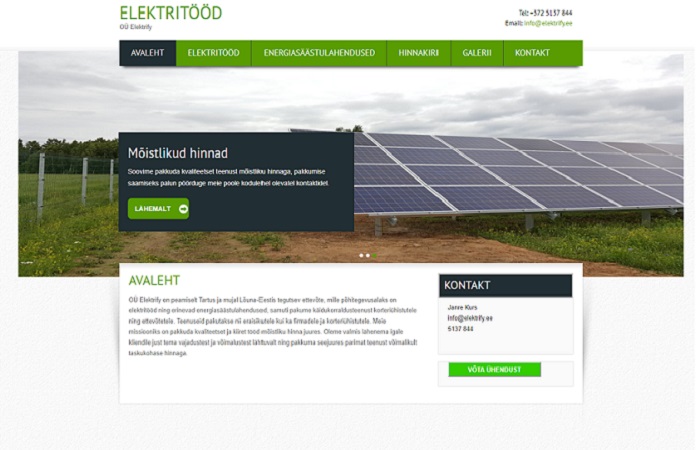 ELEKTRITÖÖD
OÜ Elektrify
Tel: +372 5137 844
Email: info@elektrify.ee
AVALEHT
ELEKTRITÖÖD
ENERGIASÄÄSTULAHENDUSED
HINNAKIRI
GALERII
KONTAKT
Mõistlikud hinnad
Soovime pakkuda kvaliteetset teenust mõistliku hinnaga, pakkumise
saamiseks palun pöörduge meie poole kodulehel olevatel kontaktidel.
LÄHEMALT
AVALEHT
OÜ Elektrify on peamiselt Tartus ja mujal Lõuna-Eestis tegutsev ettevõte, mille põhitegevusalaks on
elektritööd ning erinevad energiasäästulahendused, samuti pakume käidukorraldusteenust korteriühistutele
ning ettevõtetele. Teenuseid pakutakse nii eraisikutele kui ka firmadele ja korteriühistutele. Meie
missiooniks on pakkuda kvaliteetset ja kiiret tööd mõistliku hinna juures. Oleme valmis lähenema igale
kliendile just tema vajadustest ja võimalustest lähtuvalt ning pakkuma seejuures parimat teenust võimalikult
taskukohase hinnaga.
KONTAKT
Janre Kurs
info@elektrify.ee
5137 844
VÕTA ÜHENDUST